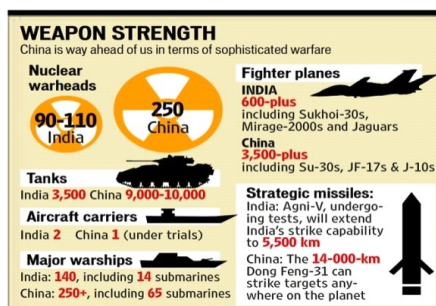 WEAPON STRENGTH
China is way ahead of us in terms of sophisticated warfare
Nuclear
warheads
90-110
India
250
China
Tanks
India 3,500 China 9,000-10,000
Aircraft carriers
India 2 China 1 (under trials)
Major warships
India: 140, including 14 submarines
China: 250+, including 65 submarines
Fighter planes
INDIA
600-plus
including Sukhoi-30s,
Mirage-2000s and Jaguars
China
3,500-plus
including Su-30s, JF-17s & J-10s
Strategic missiles:
India: Agni-V, undergo-
ing tests, will extend
India's strike capability
to 5,500 km
China: The 14-000-km
Dong Feng-31 can
strike targets any-
where on the planet